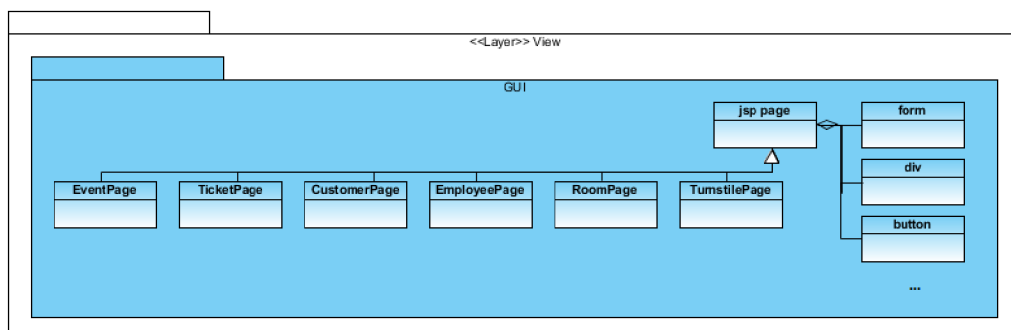 <<Layer>> View
GUI
jsp page
form
div
button
...
EventPage
TicketPage
CustomerPage
EmployeePage
RoomPage
TurnstilePage